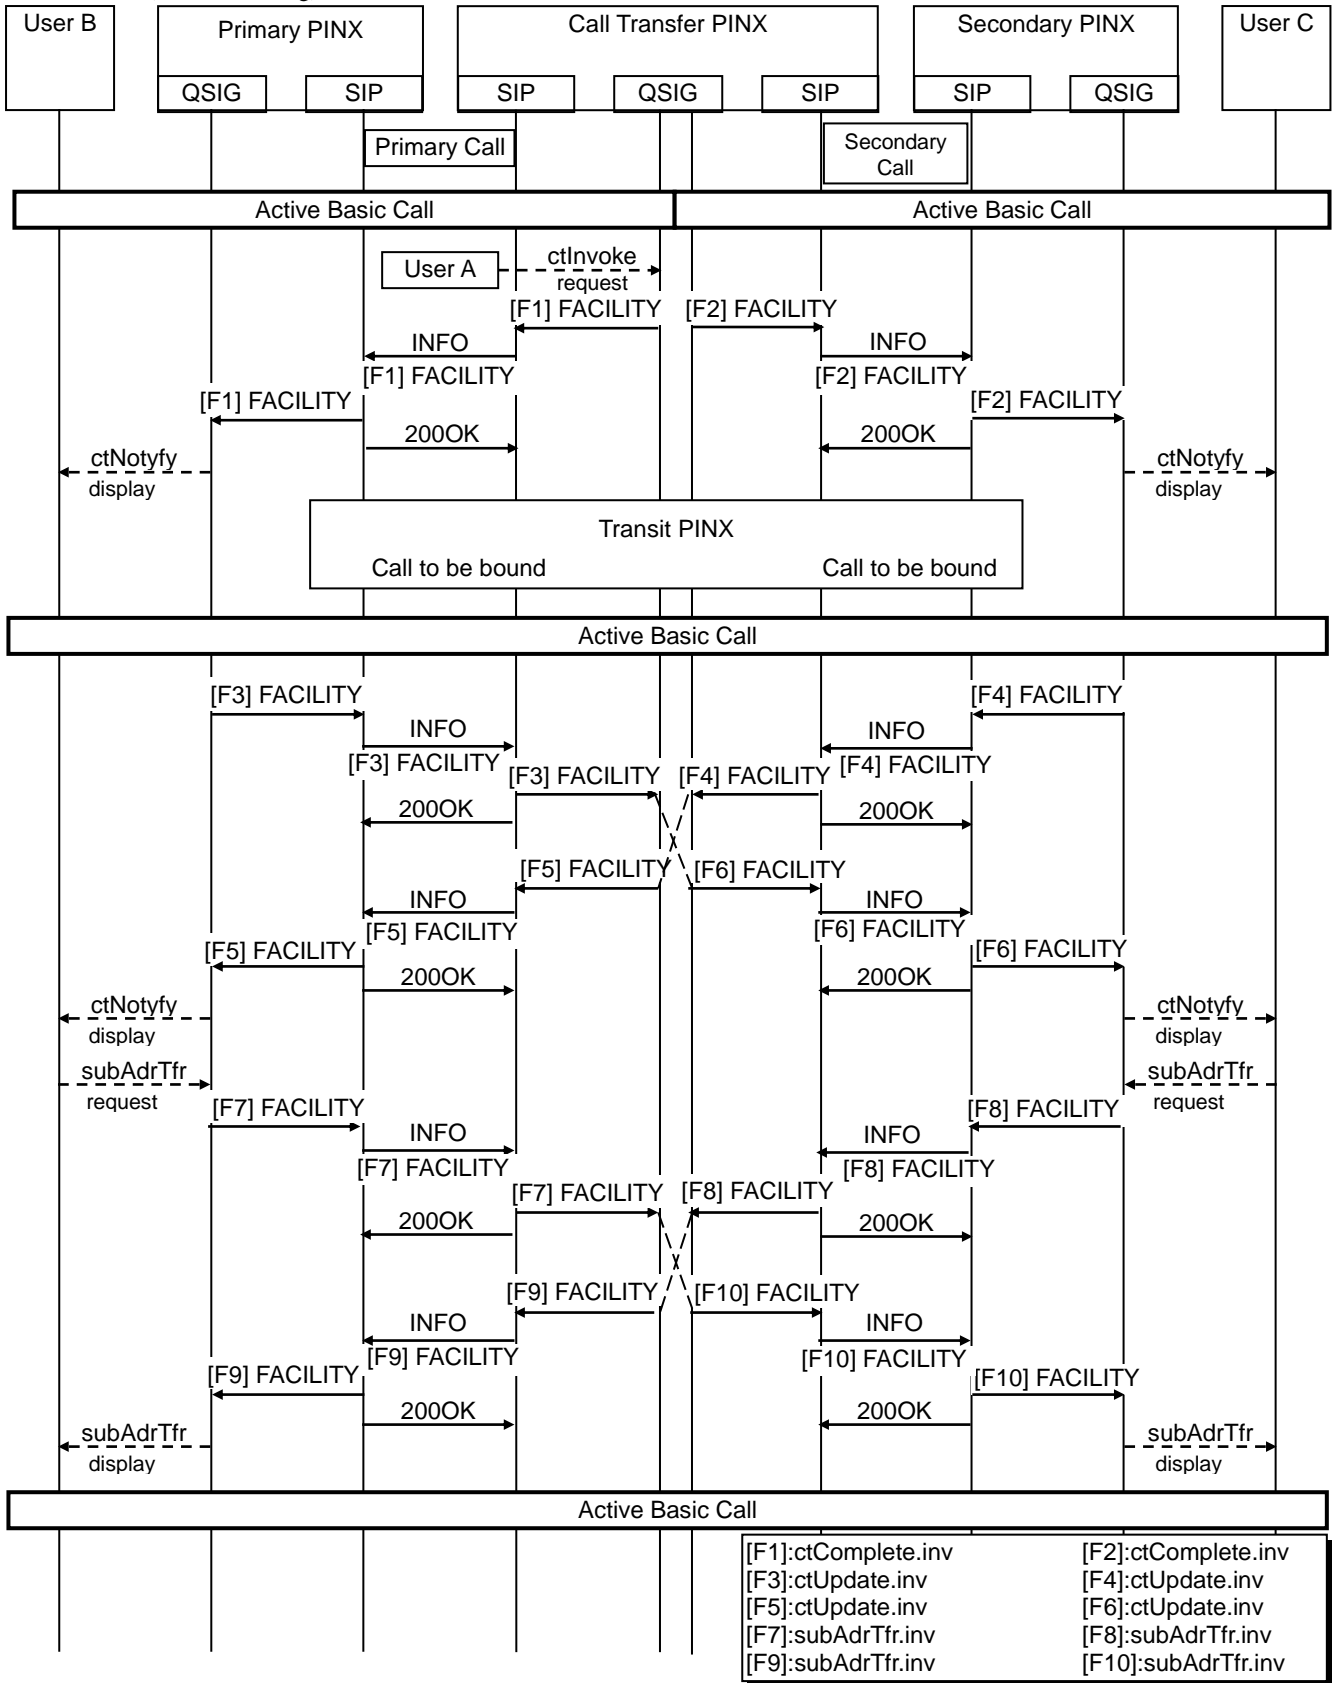 User B
Primary PINX
Call Transfer PINX
Secondary PINX
User C
QSIG
SIP
SIP
QSIG
SIP
SIP
QSIG
Primary Call
Secondary
Call
Active Basic Call
Active Basic Call
User A
ctInvoke
request
[F1] FACILITY
[F2] FACILITY
INFO
INFO
[F1] FACILITY
[F2] FACILITY
[F1] FACILITY
[F2] FACILITY
200OK
200OK
ctNotyfy
display
ctNotyfy
display
Transit PINX
Call to be bound
Call to be bound
Active Basic Call
[F3] FACILITY
[F4] FACILITY
INFO
INFO
[F3] FACILITY
[F4] FACILITY
[F3] FACILITY
[F4] FACILITY
200OK
200OK
[F5] FACILITY
[F6] FACILITY
INFO
INFO
[F5] FACILITY
[F6] FACILITY
[F5] FACILITY
[F6] FACILITY
200OK
200OK
ctNotyfy
display
ctNotyfy
display
subAdrTfr
request
subAdrTfr
request
[F7] FACILITY
[F8] FACILITY
INFO
INFO
[F7] FACILITY
[F8] FACILITY
[F7] FACILITY
[F8] FACILITY
200OK
200OK
[F9] FACILITY
[F10] FACILITY
INFO
INFO
[F9] FACILITY
[F10] FACILITY
[F9] FACILITY
[F10] FACILITY
200OK
200OK
subAdrTfr
display
subAdrTfr
display
Active Basic Call
[F1]:ctComplete.inv [F2]:ctComplete.inv
[F3]:ctUpdate.inv [F4]:ctUpdate.inv
[F5]:ctUpdate.inv [F6]:ctUpdate.inv
[F7]:subAdrTfr.inv [F8]:subAdrTfr.inv
[F9]:subAdrTfr.inv [F10]:subAdrTfr.inv